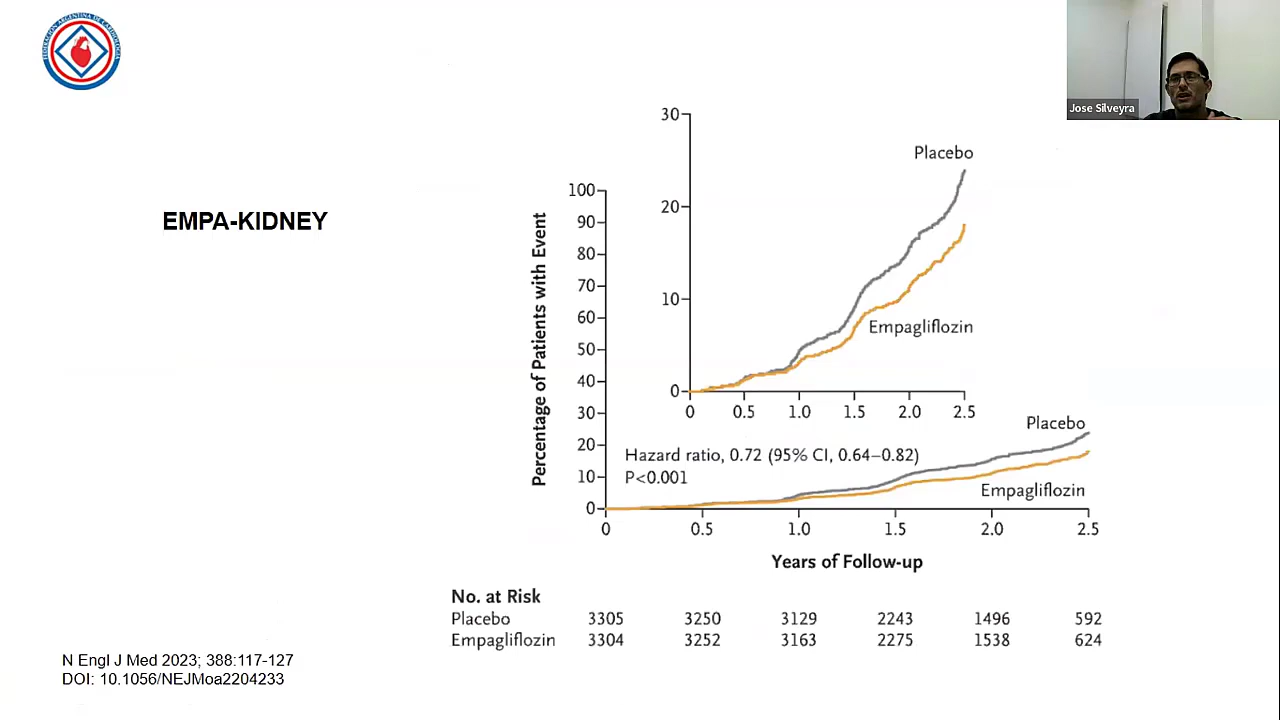 FEDERACIÓN ARGENTINA DE CARDIOLOGÍA
Jose Silveyra
EMPA-KIDNEY
Percentage of Patients with Event
100
90
80
70
60
50
40
30
20
10
0
30
20
10
0
0 0.5 1.0 1.5 2.0 2.5
Placebo
Empagliflozin
Placebo
Hazard ratio, 0.72 (95% CI, 0.64–0.82)
P<0.001
Empagliflozin
0 0.5 1.0 1.5 2.0 2.5
Years of Follow-up
No. at Risk
Placebo 3305 3250 3129 2243 1496 592
Empagliflozin 3304 3252 3163 2275 1538 624
N Engl J Med 2023; 388:117-127
DOI: 10.1056/NEJMoa2204233